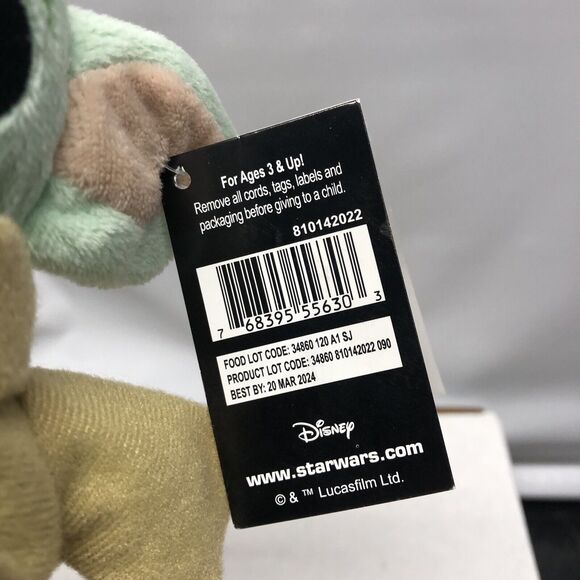 For Ages 3 & Up!
Remove all cords, tags, labels and
packaging before giving to a child.
810142022
7 68395 55630 3
FOOD LOT CODE: 34860 120 A1 SJ
PRODUCT LOT CODE: 34860 810142022 090
BEST BY: 20 MAR 2024
Disney
www.starwars.com
© & ™ Lucasfilm Ltd.